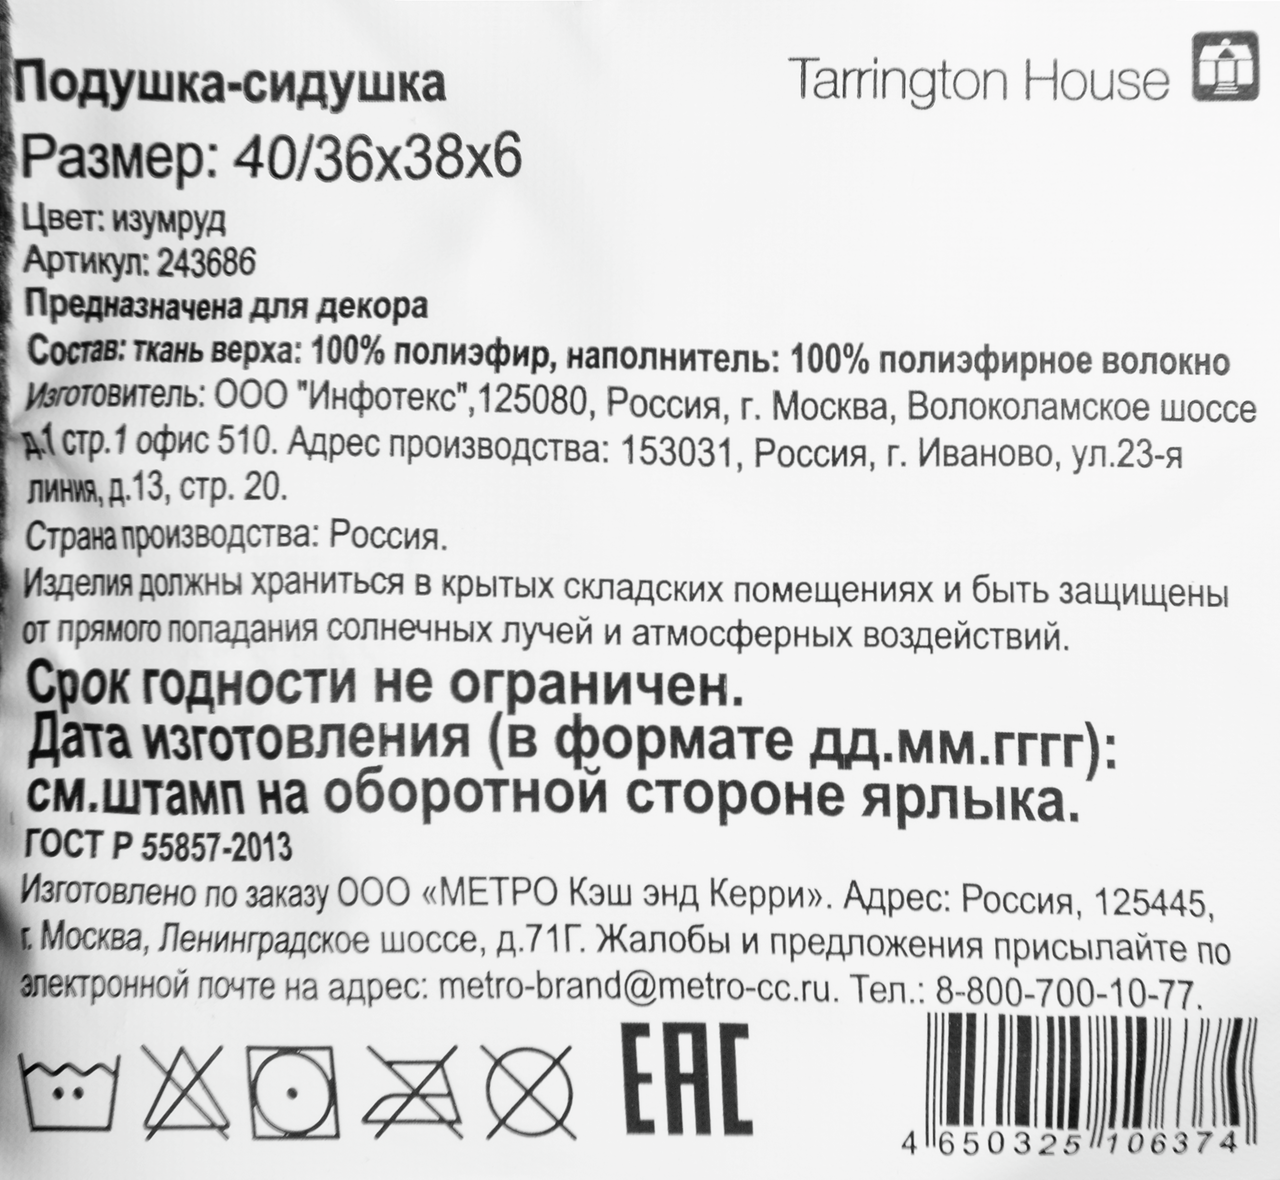 Подушка-сидушка
Tarrington House
Размер: 40/36х38х6
Цвет: изумруд
Артикул: 243686
Предназначена для декора
Состав: ткань верха: 100% полиэфир, наполнитель: 100% полиэфирное волокно
Изготовитель: ООО "Инфотекс",125080, Россия, г. Москва, Волоколамское шоссе
д.1 стр.1 офис 510. Адрес производства: 153031, Россия, г. Иваново, ул.23-я
линия, д.13, стр. 20.
Страна производства: Россия.
Изделия должны храниться в крытых складских помещениях и быть защищены
от прямого попадания солнечных лучей и атмосферных воздействий.
Срок годности не ограничен.
Дата изготовления (в формате дд.мм.гггг):
см.штамп на оборотной стороне ярлыка.
ГОСТ Р 55857-2013
Изготовлено по заказу ООО «МЕТРО Кэш энд Керри». Адрес: Россия, 125445,
г. Москва, Ленинградское шоссе, д.71Г. Жалобы и предложения присылайте по
электронной почте на адрес: metro-brand@metro-cc.ru. Тел.: 8-800-700-10-77.
ЕАС
4 650325 106374